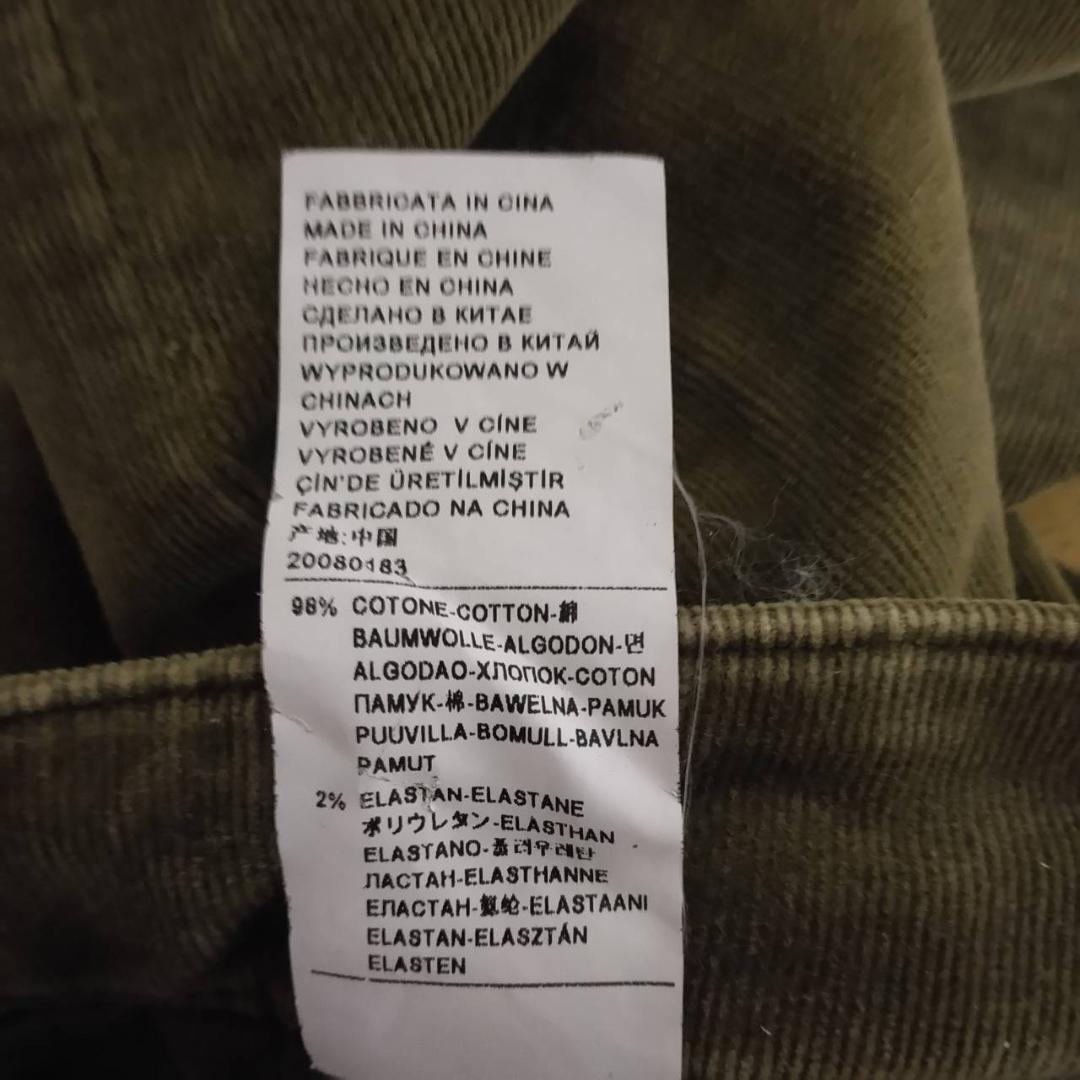 FABBRICATA IN CINA
MADE IN CHINA
FABRIQUE EN CHINE
HECHO EN CHINA
СДЕЛАНО В КИТАЕ
ПРОИЗВЕДЕНО В КИТАЙ
WYPRODUKOWANO W
CHINACH
VYROBENO V CÍNE
VYROBENÉ V CÍNE
ÇİN'DE ÜRETİLMİŞTİR
FABRICADO NA CHINA
产地:中国
20080183
98% COTONE-COTTON-綿
BAUMWOLLE-ALGODON-면
ALGODAO-ХЛОПОК-COTON
ПАМУК-棉-BAWELNA-PAMUK
PUUVILLA-BOMULL-BAVLNA
PAMUT
2% ELASTAN-ELASTANE
ポリウレタン-ELASTHAN
ELASTANO-폴리우레탄
ЛАСТАН-ELASTHANNE
ЕЛАСТАН-氨纶-ELASTAANI
ELASTAN-ELASZTÁN
ELASTEN